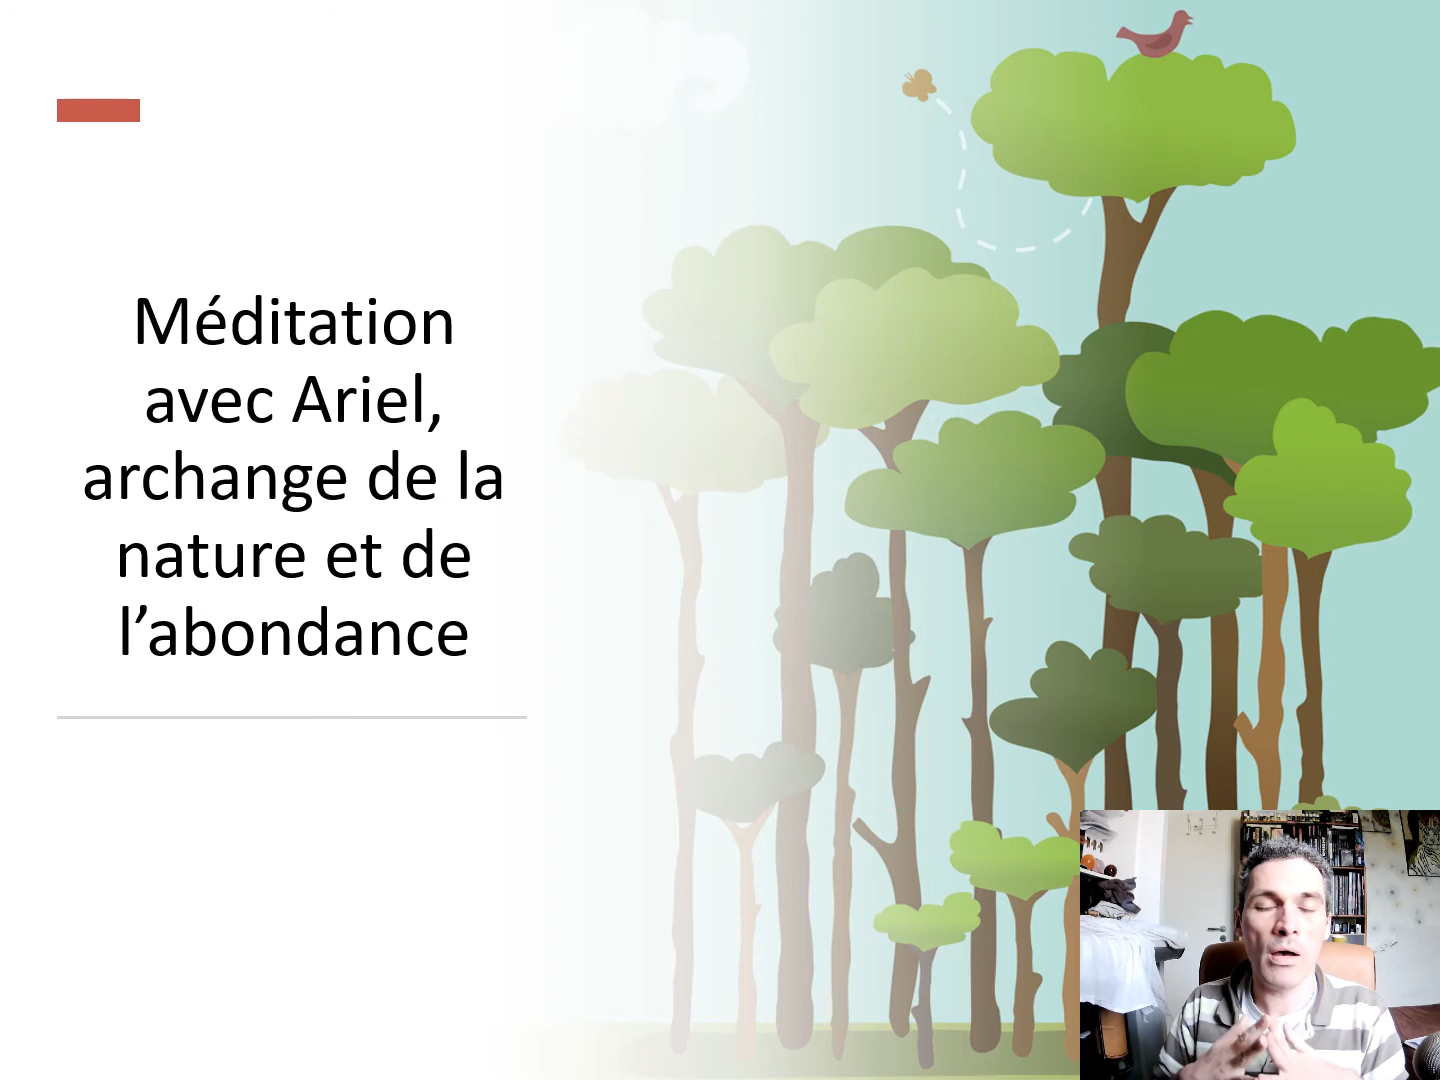 Méditation
avec Ariel,
archange de la
nature et de
l’abondance